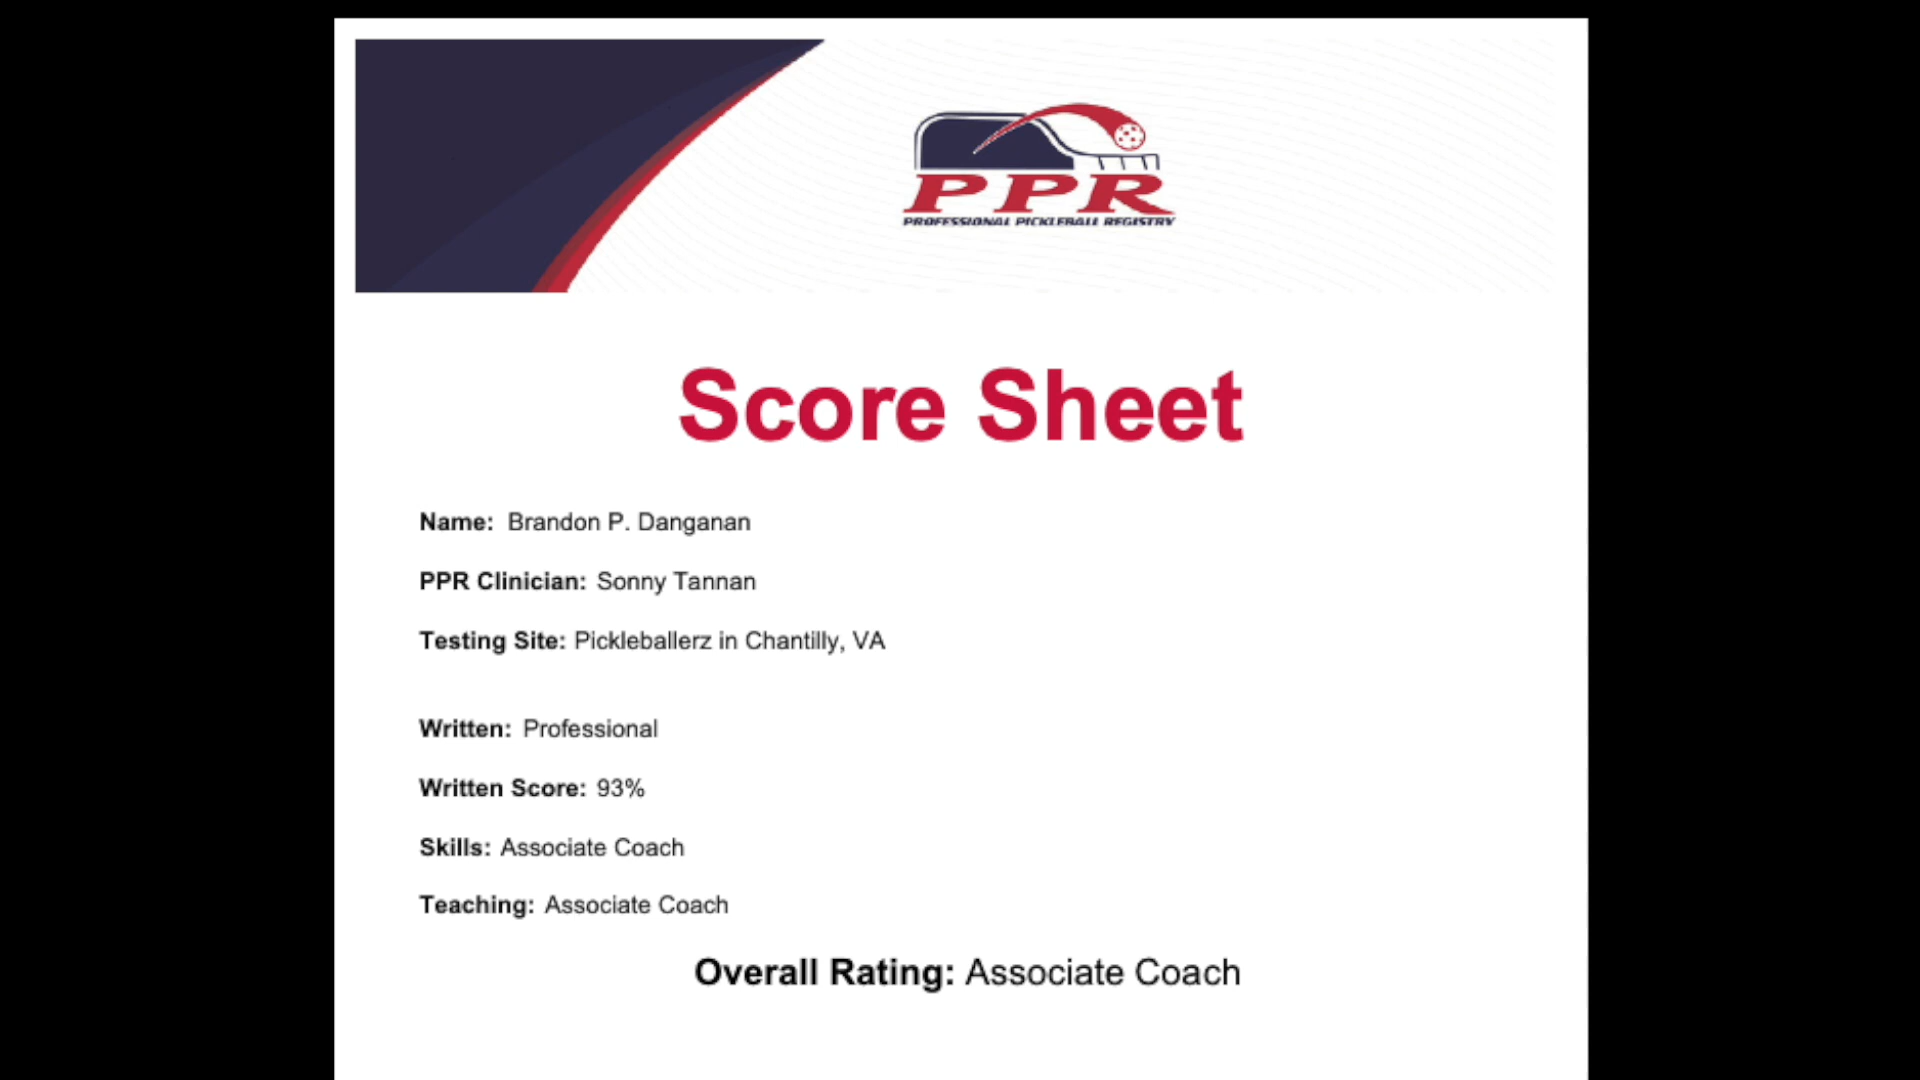 PPR
PROFESSIONAL PICKLEBALL REGISTRY
Score Sheet
Name: Brandon P. Danganan
PPR Clinician: Sonny Tannan
Testing Site: Pickleballerz in Chantilly, VA
Written: Professional
Written Score: 93%
Skills: Associate Coach
Teaching: Associate Coach
Overall Rating: Associate Coach